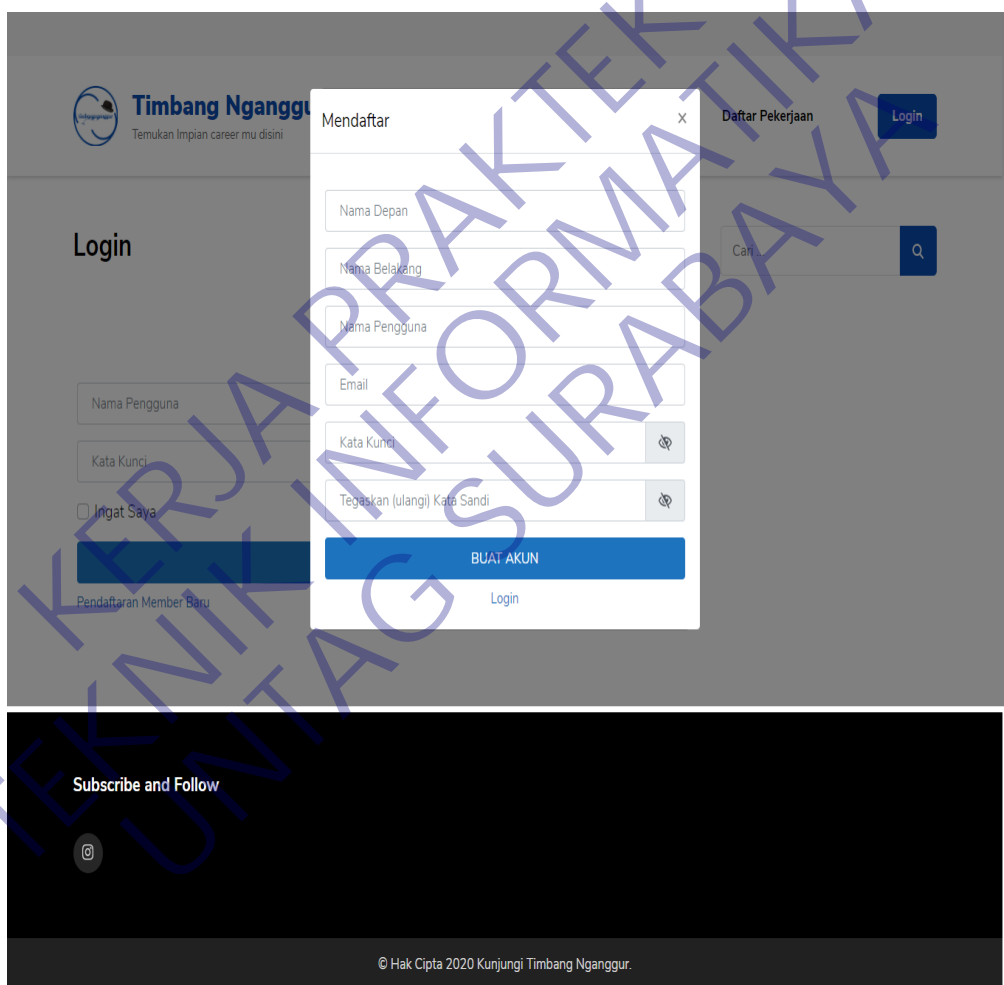 Timbang Nganggu
Temukan Impian career mu disini
Daftar Pekerjaan
Login
Mendaftar
X
Nama Depan
Nama Belakang
Nama Pengguna
Email
Kata Kunci
Tegaskan (ulangi) Kata Sandi
BUAT AKUN
Login
Login
Cari ...
Nama Pengguna
Kata Kunci
Ingat Saya
Pendaftaran Member Baru
Subscribe and Follow
© Hak Cipta 2020 Kunjungi Timbang Nganggur.
KERJA PRAKTEK
TEKNIK INFORMATIKA
UNTAG SURABAYA